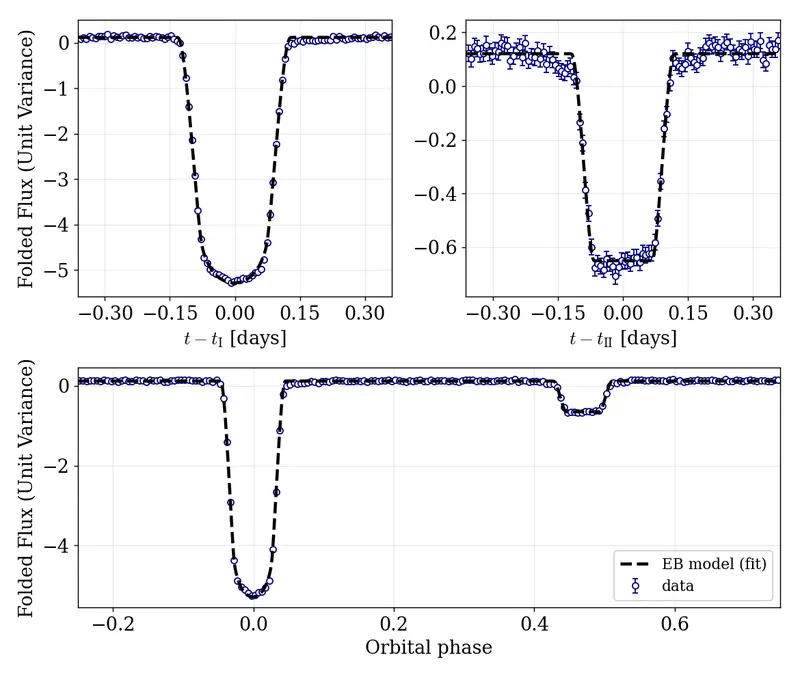 Folded Flux (Unit Variance)
0
−1
−2
−3
−4
−5
−0.30 −0.15 0.00 0.15 0.30
t − t_I [days]
0.2
0.0
−0.2
−0.4
−0.6
−0.30 −0.15 0.00 0.15 0.30
t − t_II [days]
Folded Flux (Unit Variance)
0
−2
−4
−0.2 0.0 0.2 0.4 0.6
Orbital phase
EB model (fit)
data